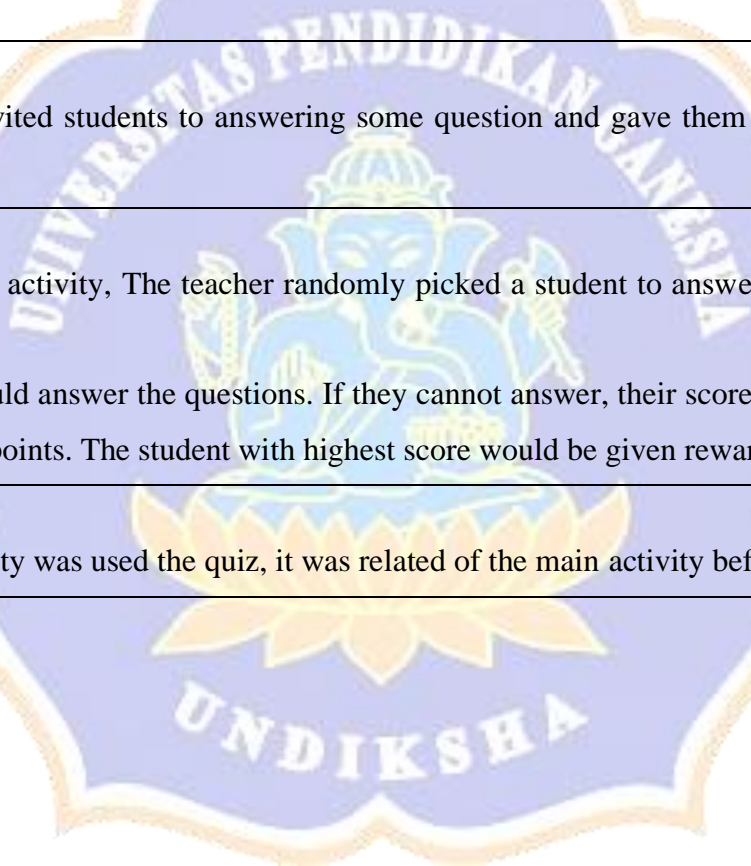 UNIVERSITAS PENDIDIKAN GANESHA
vited students to answering some question and gave them
activity, The teacher randomly picked a student to answe
uld answer the questions. If they cannot answer, their score
points. The student with highest score would be given rewar
ty was used the quiz, it was related of the main activity bef
UNDIKSHA